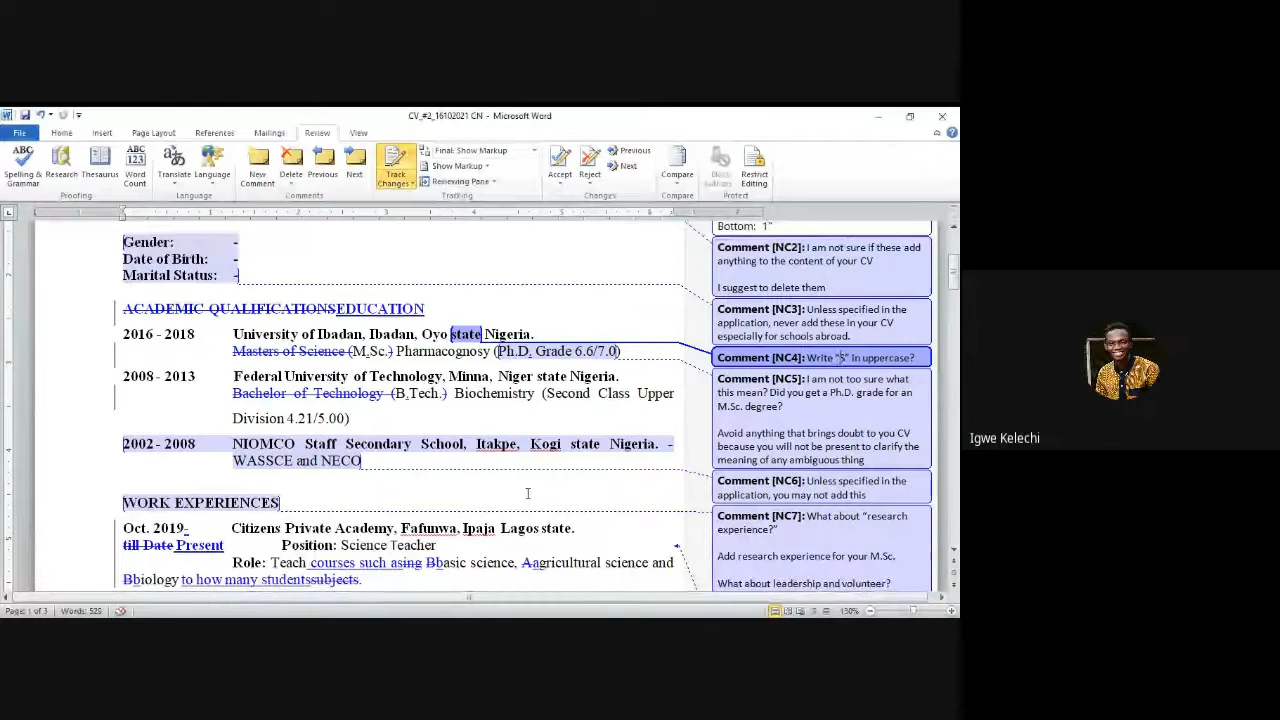 CV_#2_16102021 CN - Microsoft Word
File Home Insert Page Layout References Mailings Review View
Spelling & Grammar Research Thesaurus Word Count Translate Language New Comment Delete Previous Next Track Changes Final: Show Markup Show Markup Reviewing Pane Accept Reject Previous Next Compare Block Authors Restrict Editing
Proofing Language Comments Tracking Changes Compare Protect
Gender: -
Date of Birth: -
Marital Status: -
ACADEMIC QUALIFICATIONSEDUCATION
2016 - 2018 University of Ibadan, Ibadan, Oyo state Nigeria.
Masters of Science (M.Sc.) Pharmacognosy (Ph.D. Grade 6.6/7.0)
2008 - 2013 Federal University of Technology, Minna, Niger state Nigeria.
Bachelor of Technology (B.Tech.) Biochemistry (Second Class Upper
Division 4.21/5.00)
2002 - 2008 NIOMCO Staff Secondary School, Itakpe, Kogi state Nigeria. -
WASSCE and NECO
WORK EXPERIENCES
Oct. 2019- Citizens Private Academy, Fafunwa, Ipaja Lagos state.
till Date Present Position: Science Teacher
Role: Teach courses such asing Bbasic science, Aagricultural science and
Bbiology to how many studentssubjects.
Bottom: 1"
Comment [NC2]: I am not sure if these add
anything to the content of your CV
I suggest to delete them
Comment [NC3]: Unless specified in the
application, never add these in your CV
especially for schools abroad.
Comment [NC4]: Write "S" in uppercase?
Comment [NC5]: I am not too sure what
this mean? Did you get a Ph.D. grade for an
M.Sc. degree?
Avoid anything that brings doubt to you CV
because you will not be present to clarify the
meaning of any ambiguous thing
Comment [NC6]: Unless specified in the
application, you may not add this
Comment [NC7]: What about "research
experience?"
Add research experience for your M.Sc.
What about leadership and volunteer?
Page: 1 of 3 Words: 525 130%
Igwe Kelechi